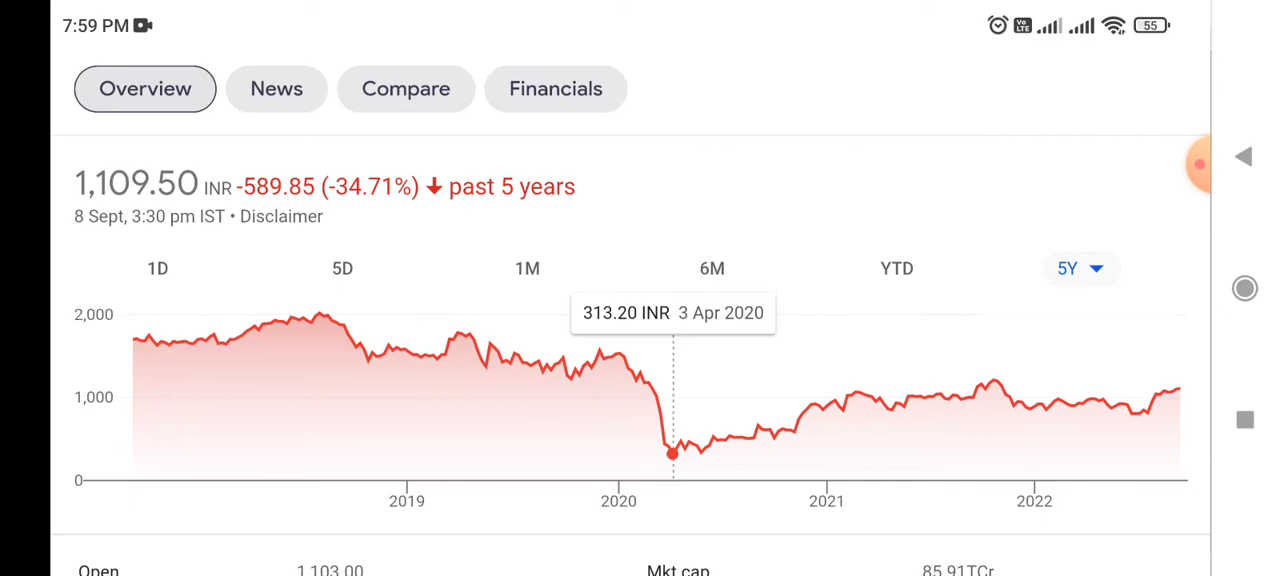 7:59 PM
Vo LTE 55
Overview News Compare Financials
1,109.50 INR -589.85 (-34.71%) past 5 years
8 Sept, 3:30 pm IST • Disclaimer
1D 5D 1M 6M YTD 5Y
313.20 INR 3 Apr 2020
2,000
1,000
0
2019 2020 2021 2022
Open 1,103.00 Mkt cap 85.91TCr